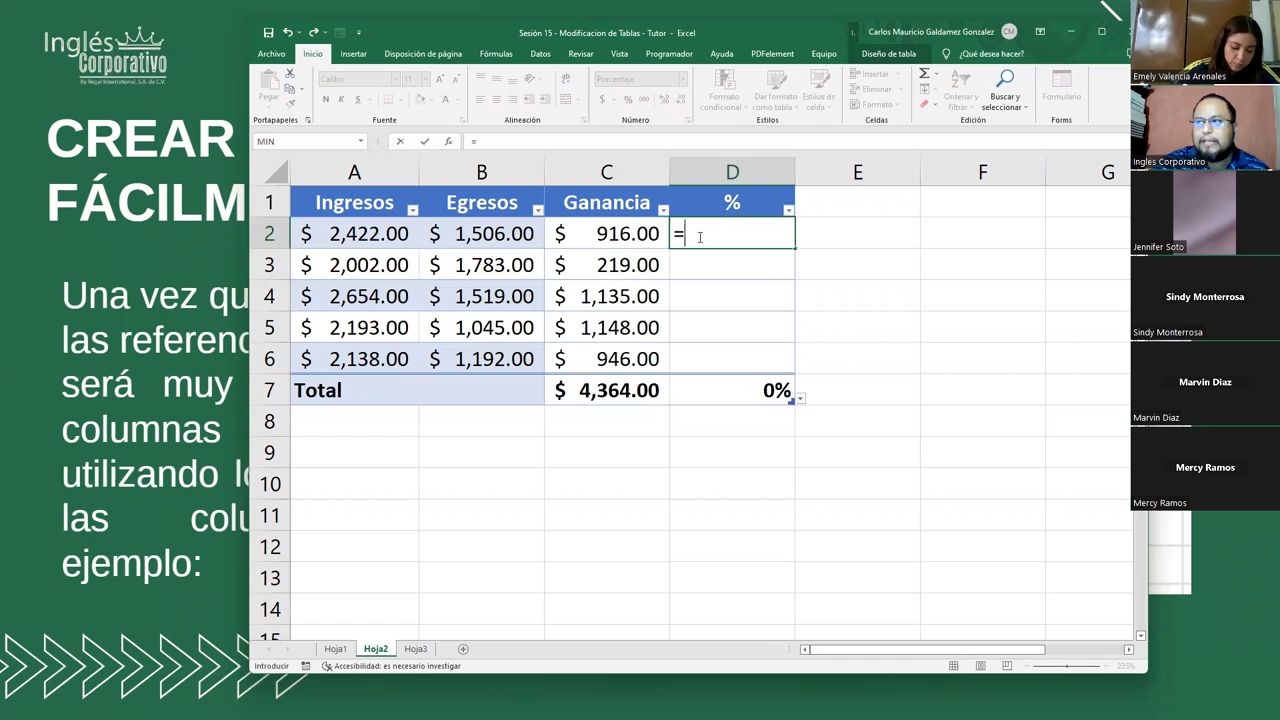 Inglés
Corporativo
By Regal International, S.A. de C.V.
CREAR
FÁCILM
Una vez qu
las referenc
será muy
columnas
utilizando lo
las colu
ejemplo:
Sesión 15 - Modificacion de Tablas - Tutor - Excel
Carlos Mauricio Galdamez Gonzalez CM
Archivo Inicio Insertar Disposición de página Fórmulas Datos Revisar Vista Programador Ayuda PDFelement Equipo Diseño de tabla ¿Qué desea hacer?
Pegar
Calibri 11
Porcentaje
N K S
$ % 000
Formato condicional
Dar formato como tabla
Estilos de celda
Insertar
Eliminar
Formato
Ordenar y filtrar
Buscar y seleccionar
Formulario
Portapapeles Fuente Alineación Número Estilos Celdas Edición Forms
MIN fx =
A B C D E F G
1 Ingresos Egresos Ganancia %
2 $ 2,422.00 $ 1,506.00 $ 916.00 =
3 $ 2,002.00 $ 1,783.00 $ 219.00
4 $ 2,654.00 $ 1,519.00 $ 1,135.00
5 $ 2,193.00 $ 1,045.00 $ 1,148.00
6 $ 2,138.00 $ 1,192.00 $ 946.00
7 Total $ 4,364.00 0%
8
9
10
11
12
13
14
15
Hoja1 Hoja2 Hoja3
Introducir Accesibilidad: es necesario investigar 235%
Emely Valencia Arenales
Ingles Corporativo
Jennifer Soto
Sindy Monterrosa
Sindy Monterrosa
Marvin Diaz
Marvin Diaz
Mercy Ramos
Mercy Ramos